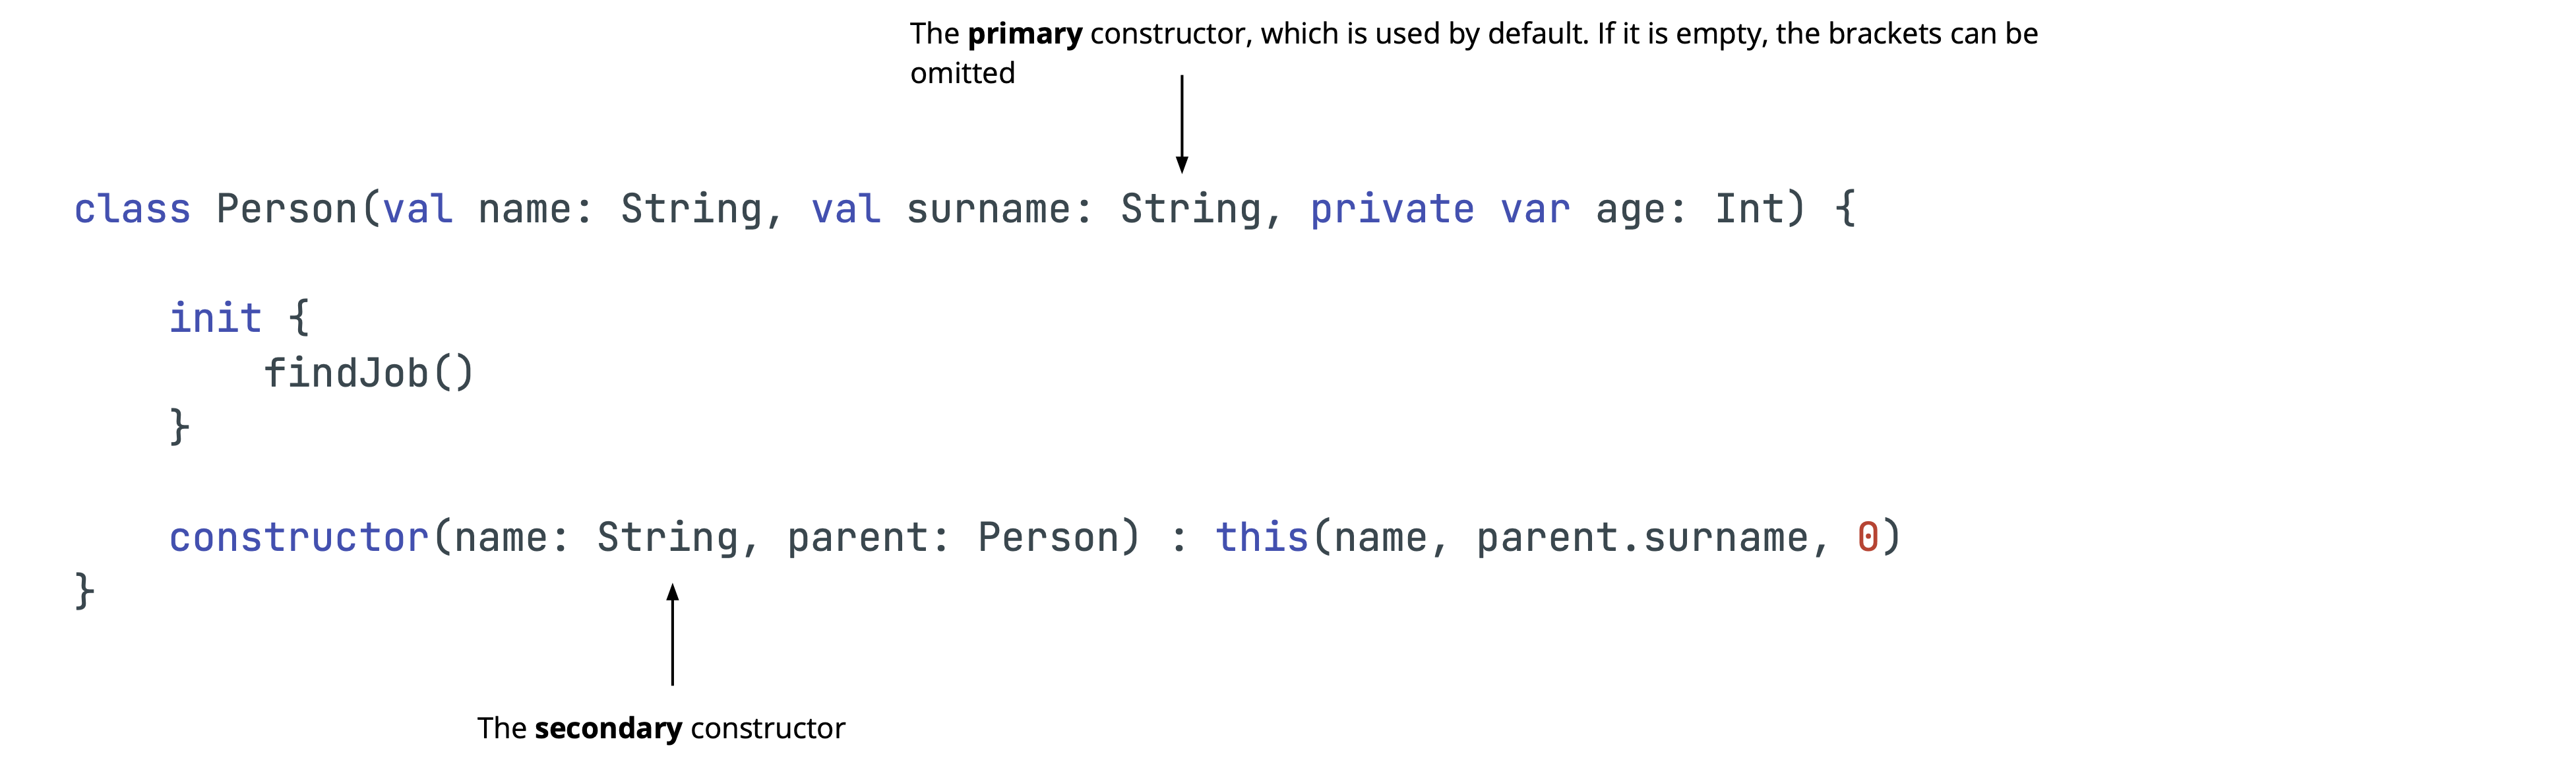 The primary constructor, which is used by default. If it is empty, the brackets can be
omitted
class Person(val name: String, val surname: String, private var age: Int) {
init {
findJob()
}
constructor(name: String, parent: Person) : this(name, parent.surname, 0)
}
The secondary constructor